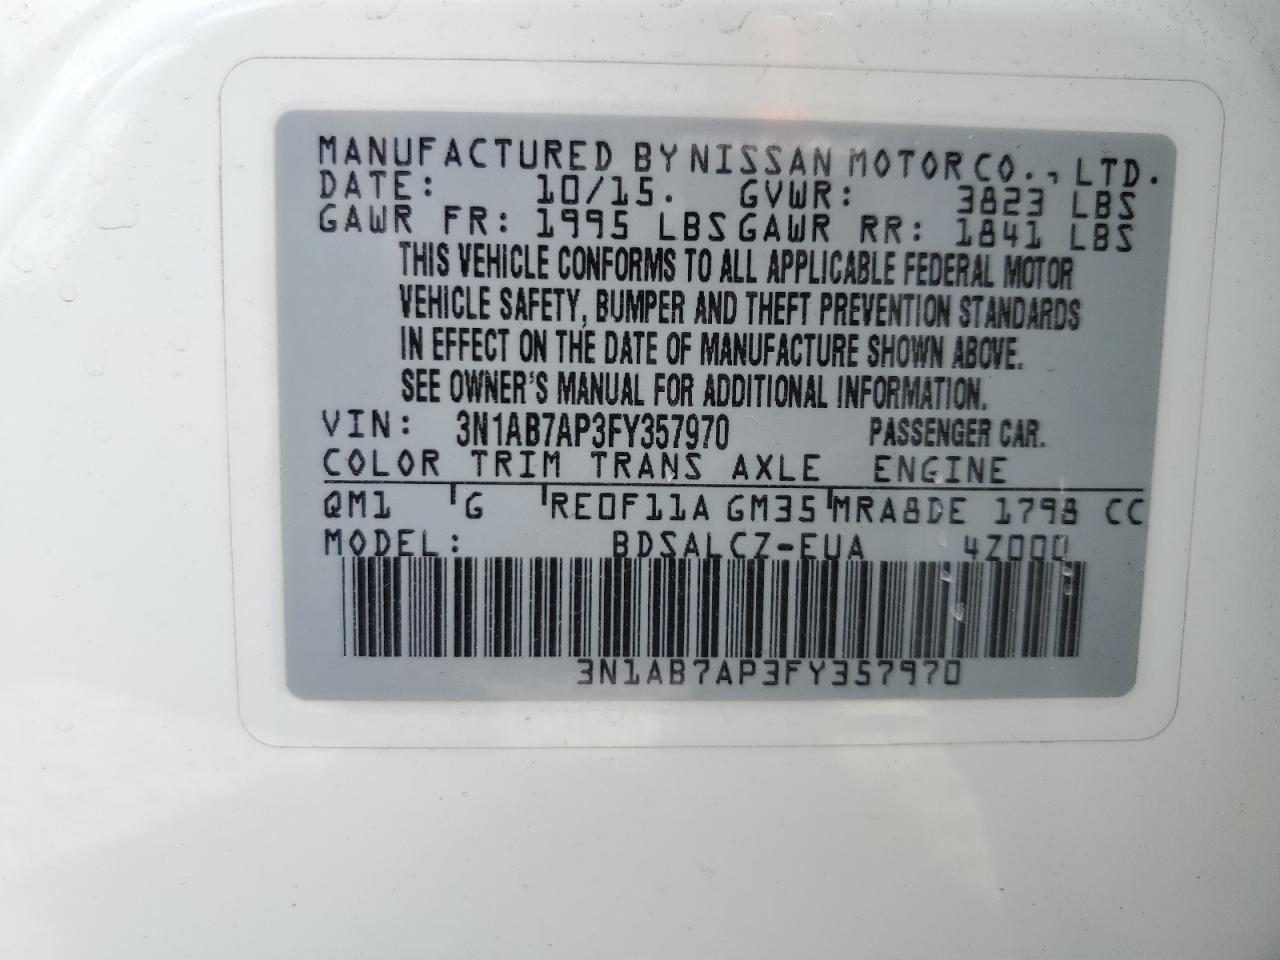 MANUFACTURED BY NISSAN MOTOR CO., LTD.
DATE: 10/15. GVWR: 3823 LBS
GAWR FR: 1995 LBS GAWR RR: 1841 LBS
THIS VEHICLE CONFORMS TO ALL APPLICABLE FEDERAL MOTOR
VEHICLE SAFETY, BUMPER AND THEFT PREVENTION STANDARDS
IN EFFECT ON THE DATE OF MANUFACTURE SHOWN ABOVE.
SEE OWNER'S MANUAL FOR ADDITIONAL INFORMATION.
VIN: 3N1AB7AP3FY357970 PASSENGER CAR.
COLOR TRIM TRANS AXLE ENGINE
QM1 G RE0F11A GM35 MRA8DE 1798 CC
MODEL: BDSALCZ-EUA 4Z000
3N1AB7AP3FY357970